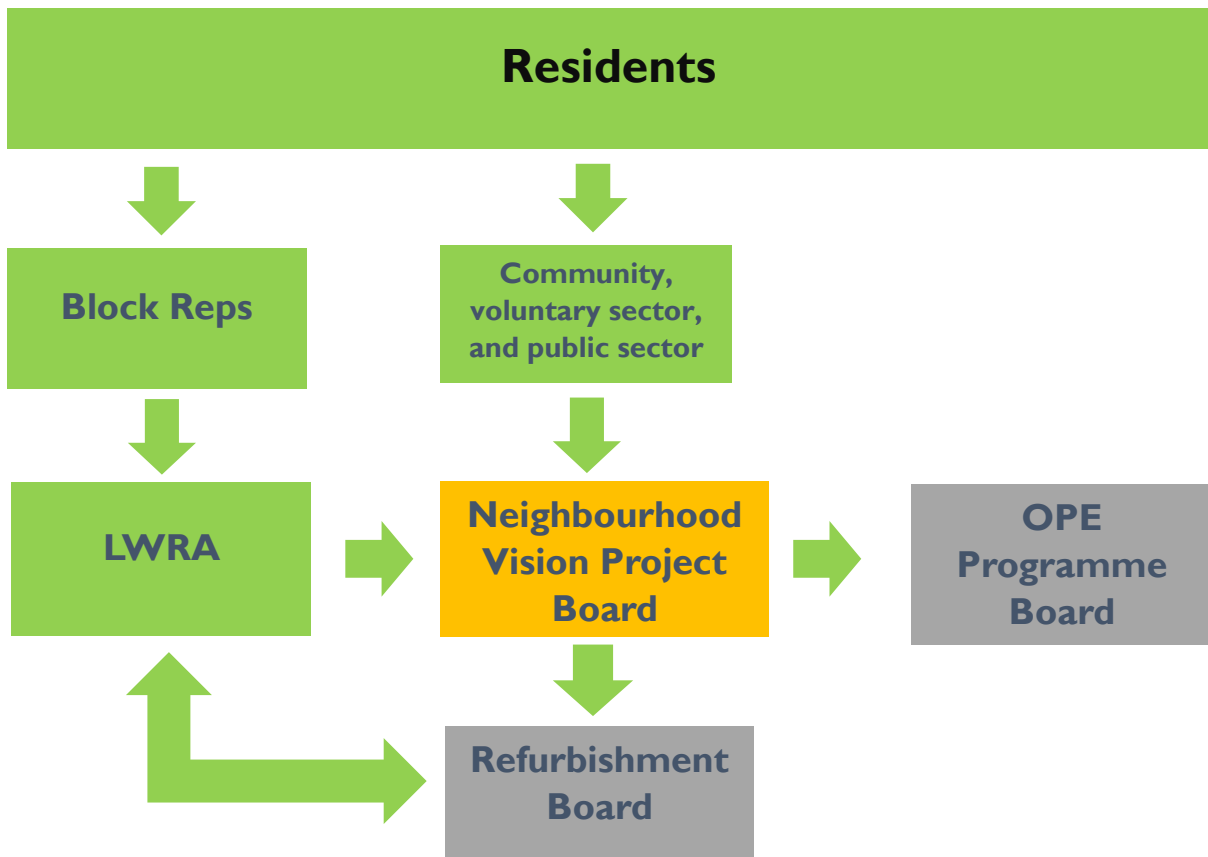 Residents
Block Reps
Community,
voluntary sector,
and public sector
LWRA
Neighbourhood
Vision Project
Board
OPE
Programme
Board
Refurbishment
Board